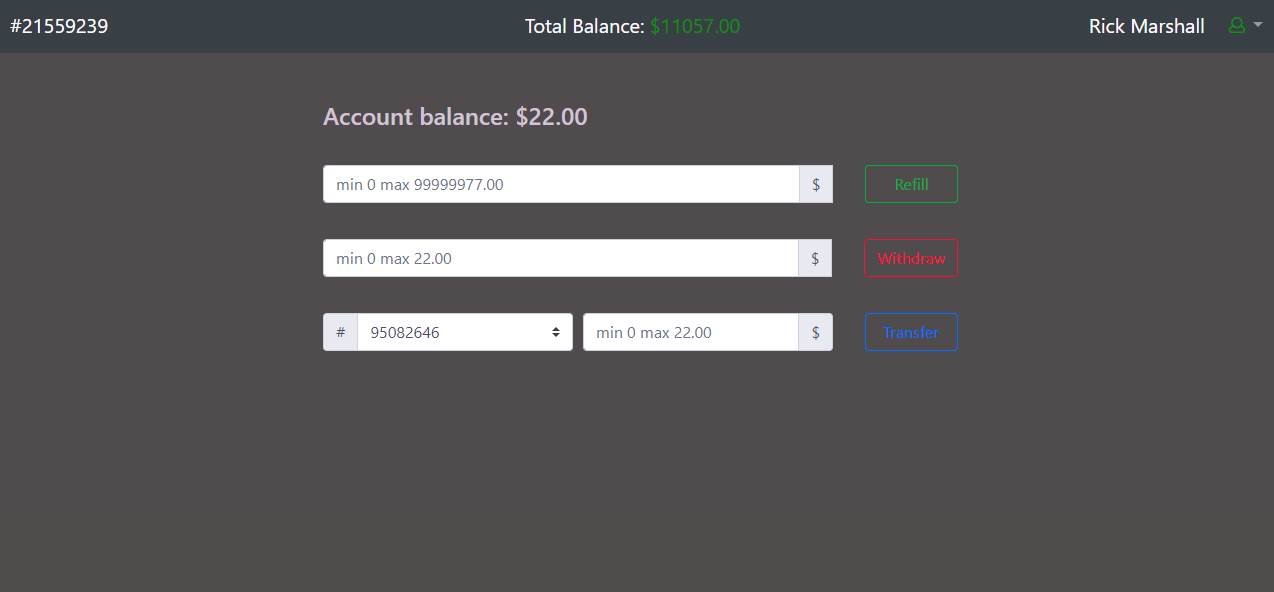 #21559239 Total Balance: $11057.00 Rick Marshall
Account balance: $22.00
min 0 max 99999977.00 $ Refill
min 0 max 22.00 $ Withdraw
# 95082646 min 0 max 22.00 $ Transfer